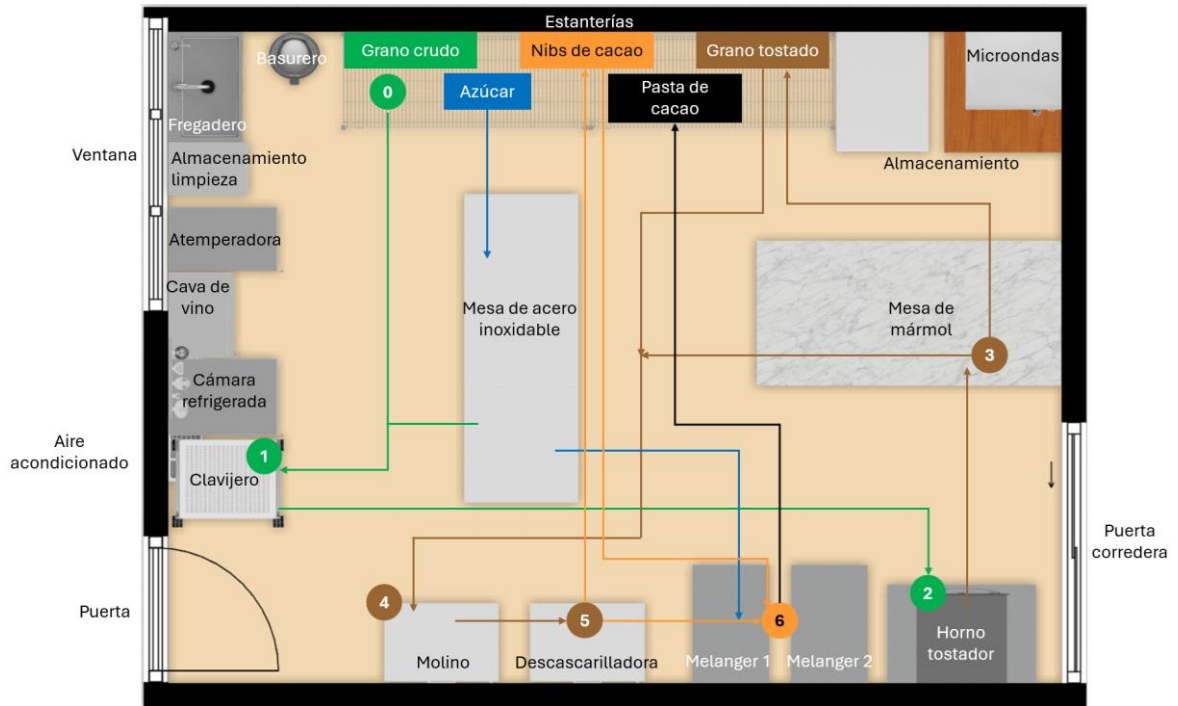 Estanterías
Grano crudo
Nibs de cacao
Grano tostado
Microondas
Basurero
0
Azúcar
Pasta de
cacao
Fregadero
Ventana
Almacenamiento
limpieza
Almacenamiento
Atemperadora
Cava de
vino
Mesa de acero
inoxidable
Mesa de
mármol
3
Cámara
refrigerada
Aire
acondicionado
1
Clavijero
Puerta
corredera
Puerta
4
5
6
2
Molino
Descascarilladora
Melanger 1
Melanger 2
Horno
tostador